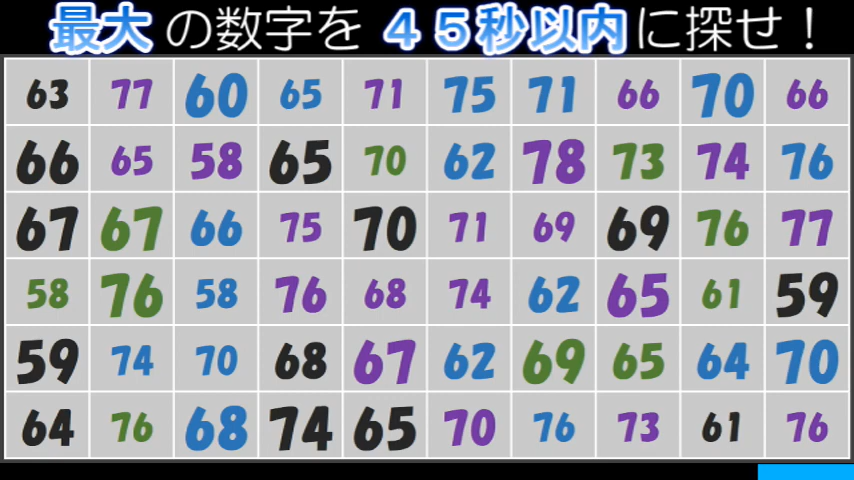 最大の数字を４５秒以内に探せ！
63 77 60 65 71 75 71 66 70 66
66 65 58 65 70 62 78 73 74 76
67 67 66 75 70 71 69 69 76 77
58 76 58 76 68 74 62 65 61 59
59 74 70 68 67 62 69 65 64 70
64 76 68 74 65 70 76 73 61 76